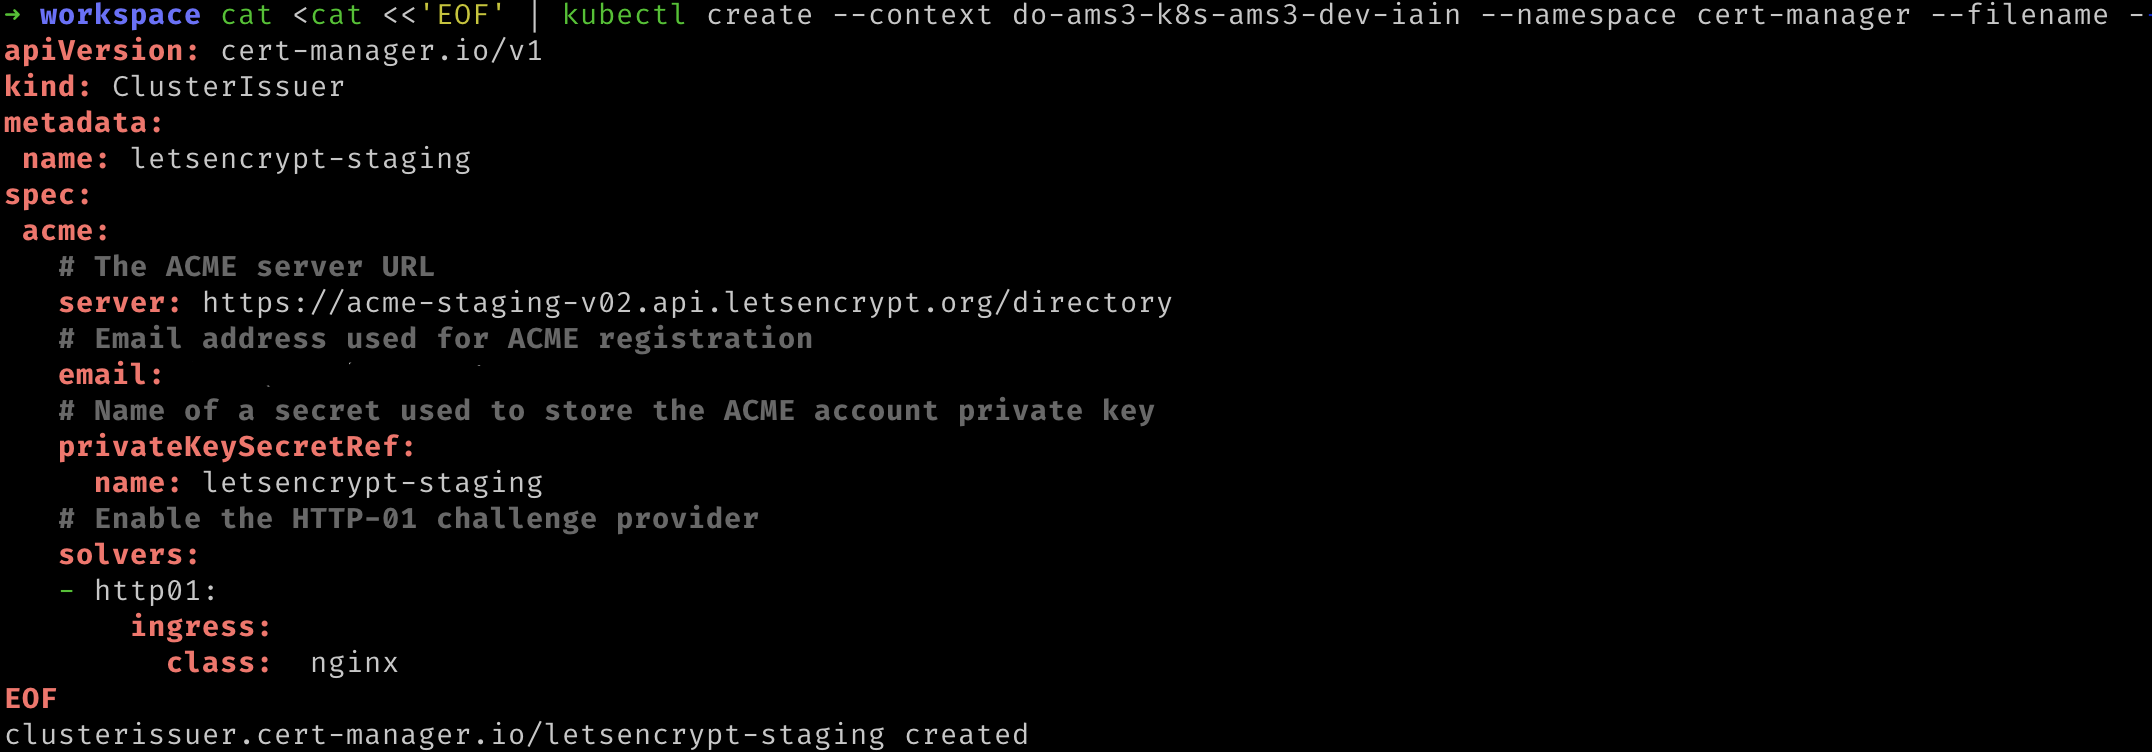 → workspace cat <cat <<'EOF' | kubectl create --context do-ams3-k8s-ams3-dev-iain --namespace cert-manager --filename -
apiVersion: cert-manager.io/v1
kind: ClusterIssuer
metadata:
 name: letsencrypt-staging
spec:
 acme:
   # The ACME server URL
   server: https://acme-staging-v02.api.letsencrypt.org/directory
   # Email address used for ACME registration
   email:
   # Name of a secret used to store the ACME account private key
   privateKeySecretRef:
     name: letsencrypt-staging
   # Enable the HTTP-01 challenge provider
   solvers:
   - http01:
       ingress:
         class:  nginx
EOF
clusterissuer.cert-manager.io/letsencrypt-staging created